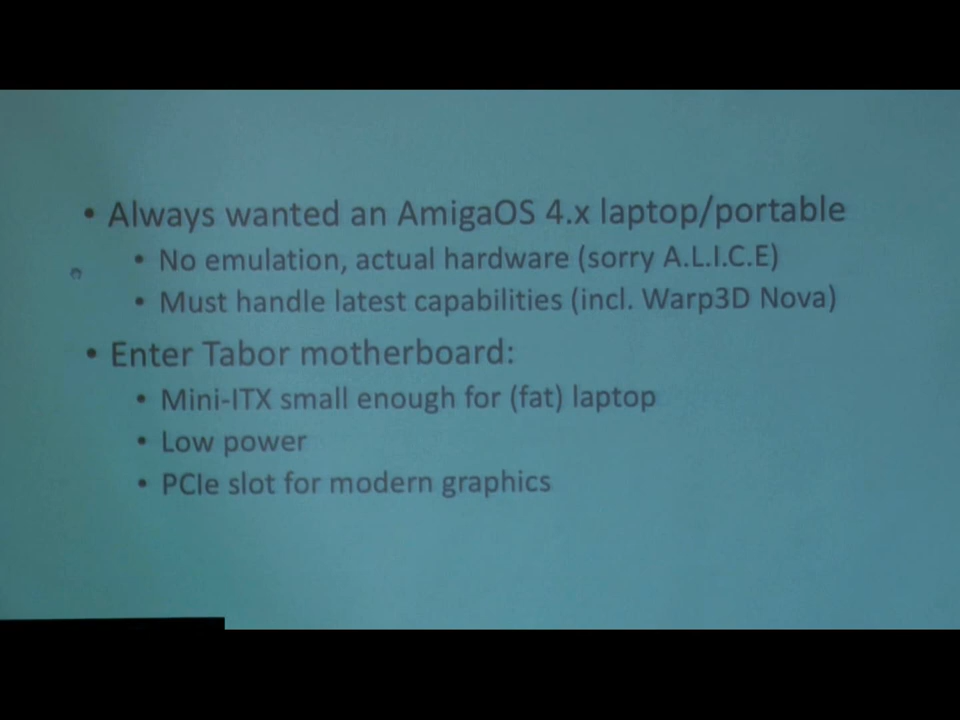 • Always wanted an AmigaOS 4.x laptop/portable
• No emulation, actual hardware (sorry A.L.I.C.E)
• Must handle latest capabilities (incl. Warp3D Nova)
• Enter Tabor motherboard:
• Mini-ITX small enough for (fat) laptop
• Low power
• PCIe slot for modern graphics